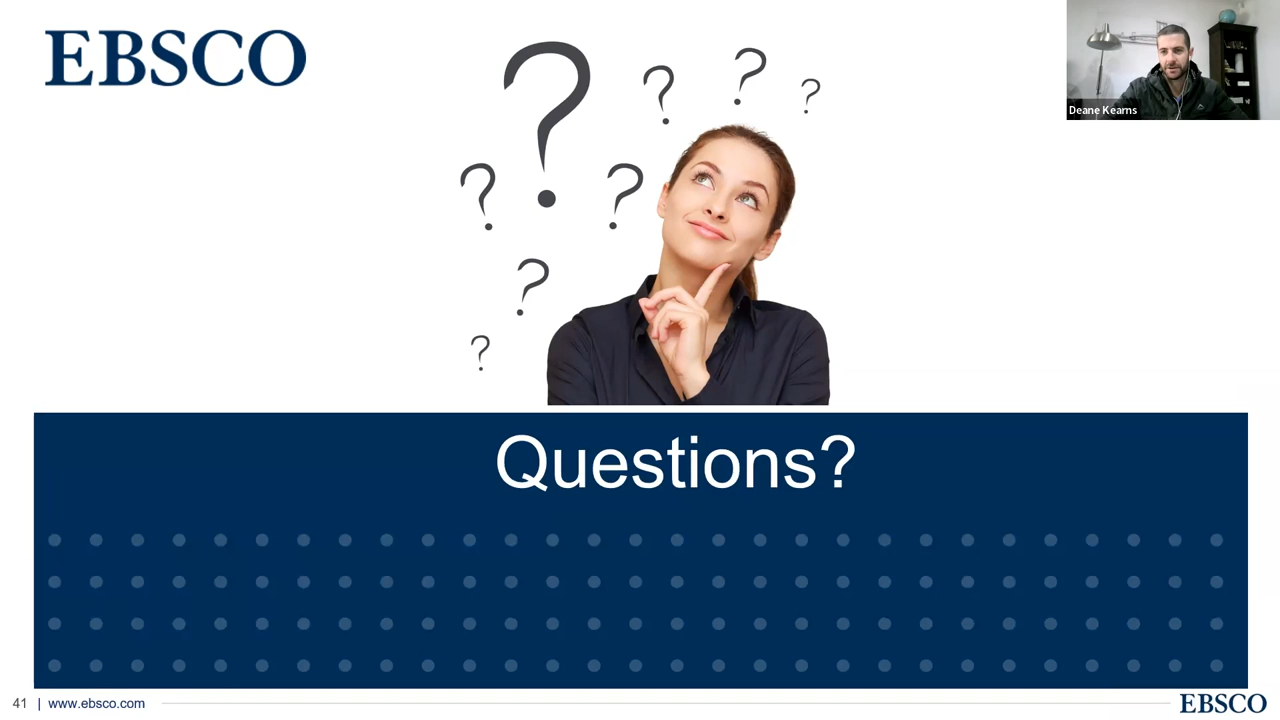 EBSCO
? ? ? ?
? ?
?
?
Deane Kearns
Questions?
41 | www.ebsco.com
EBSCO